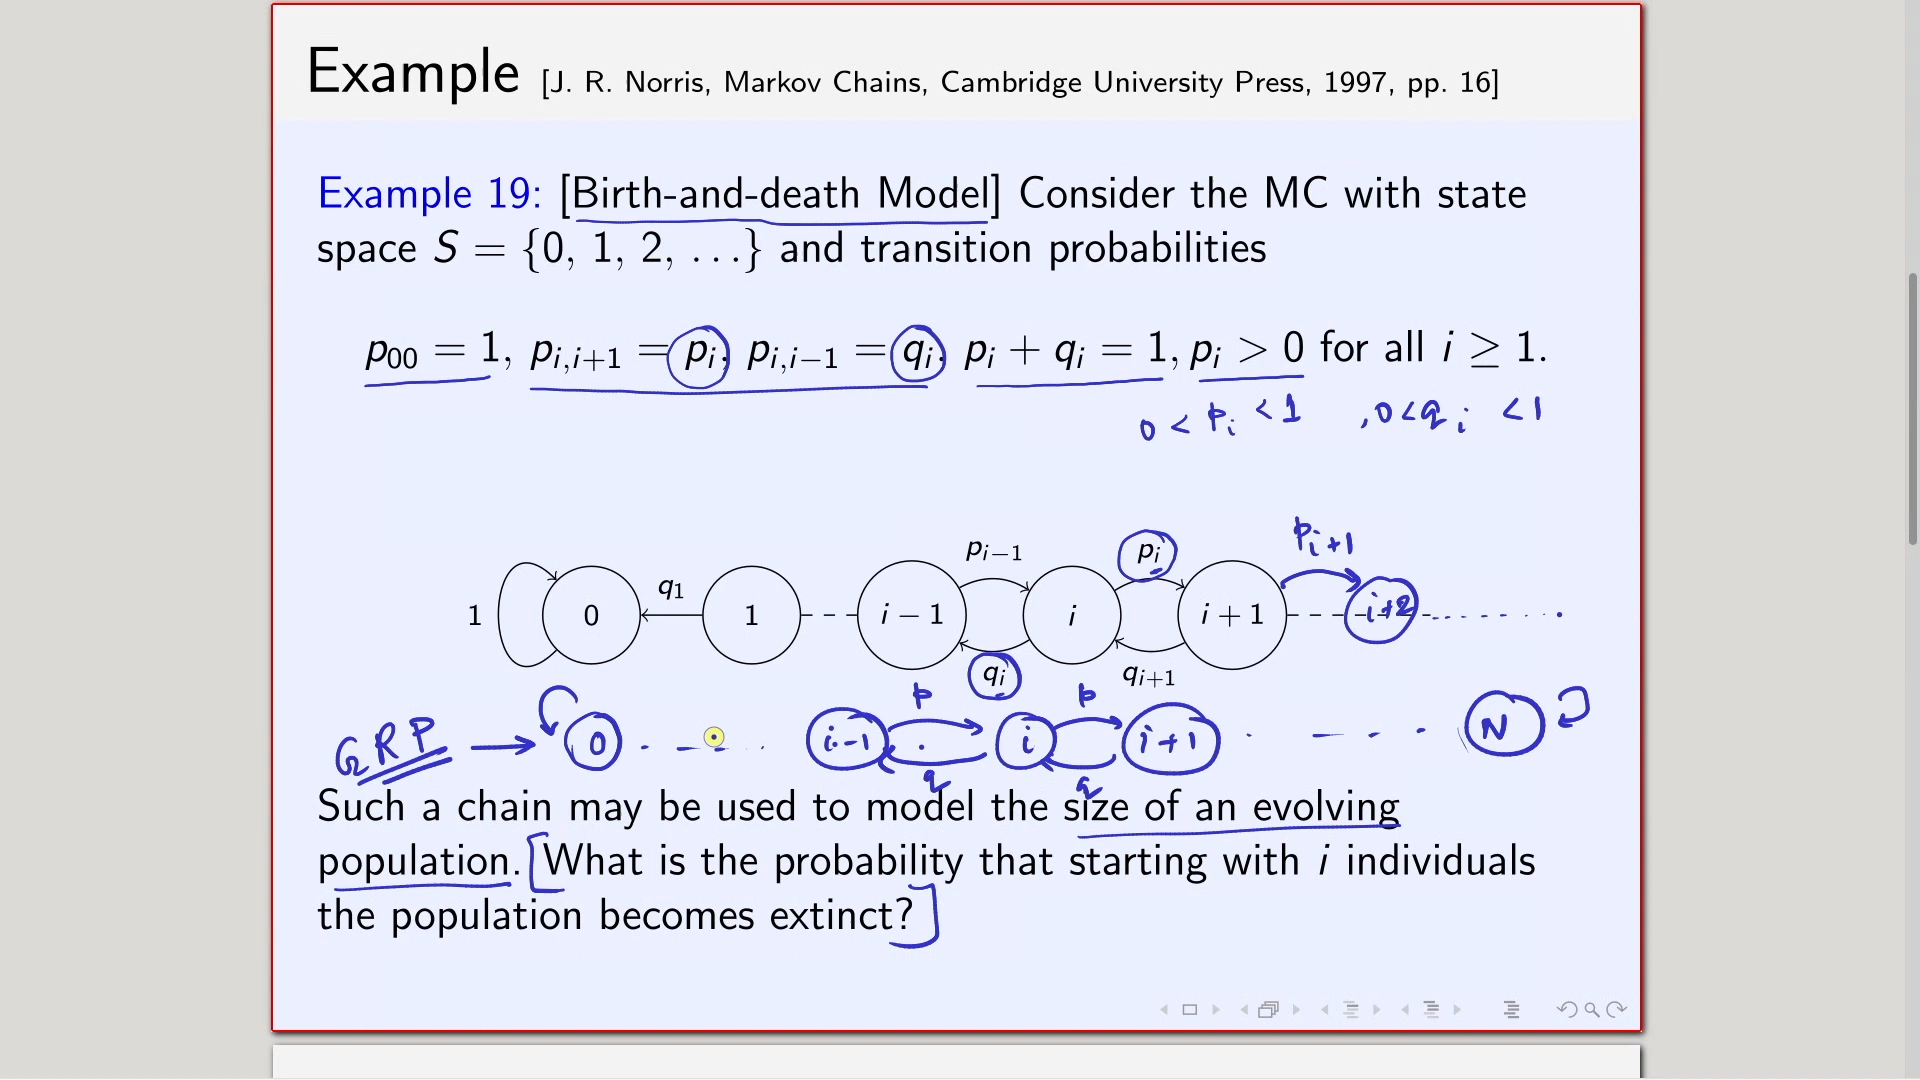 Example [J. R. Norris, Markov Chains, Cambridge University Press, 1997, pp. 16]
Example 19: [Birth-and-death Model] Consider the MC with state
space S = {0, 1, 2, …} and transition probabilities
p₀₀ = 1, pᵢ,ᵢ₊₁ = pᵢ, pᵢ,ᵢ₋₁ = qᵢ, pᵢ + qᵢ = 1, pᵢ > 0 for all i ≥ 1.
0 < pᵢ < 1 , 0 < qᵢ < 1
pᵢ₋₁ pᵢ pᵢ₊₁
1 0 q₁ 1 i − 1 i i + 1 i+2
qᵢ qᵢ₊₁
p p
GRP → 0 i-1 i i+1 N
q q
Such a chain may be used to model the size of an evolving
population. [What is the probability that starting with i individuals
the population becomes extinct?]